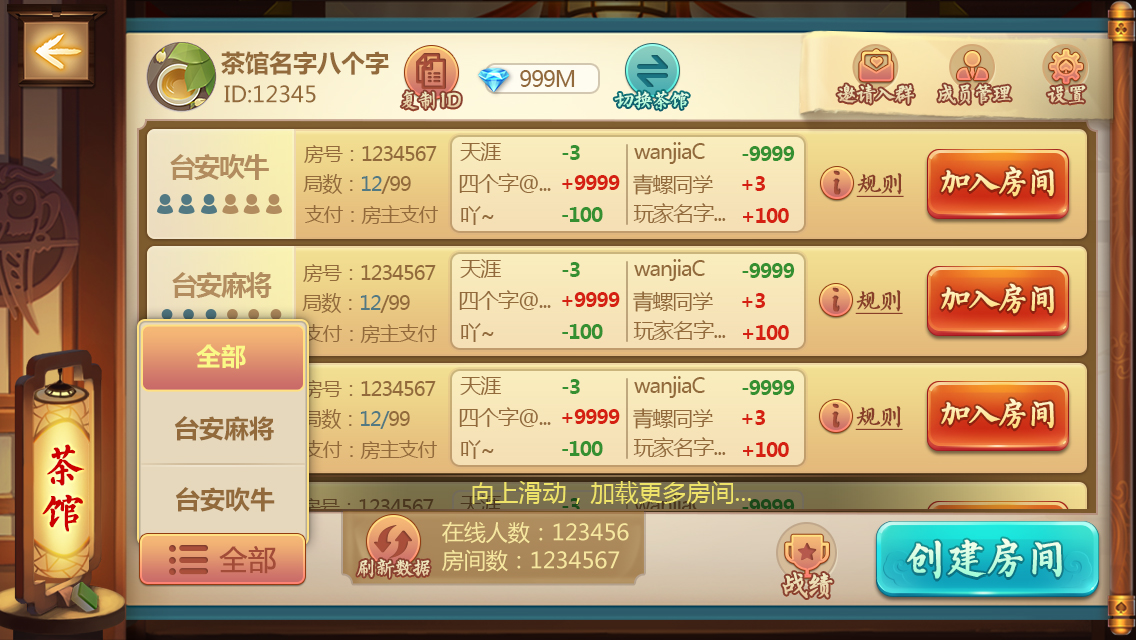 茶馆名字八个字
ID:12345
复制ID
999M
切换茶馆
邀请入群
成员管理
设置
台安吹牛
房号：1234567
局数：12/99
支付：房主支付
天涯 -3
四个字@... +9999
吖~ -100
wanjiaC -9999
青螺同学 +3
玩家名字... +100
规则
加入房间
台安麻将
房号：1234567
局数：12/99
支付：房主支付
天涯 -3
四个字@... +9999
吖~ -100
wanjiaC -9999
青螺同学 +3
玩家名字... +100
规则
加入房间
房号：1234567
局数：12/99
支付：房主支付
天涯 -3
四个字@... +9999
吖~ -100
wanjiaC -9999
青螺同学 +3
玩家名字... +100
规则
加入房间
房号：1234567
天涯 -3
wanjiaC -9999
向上滑动，加载更多房间...
全部
台安麻将
台安吹牛
全部
茶馆
刷新数据
在线人数：123456
房间数：1234567
战绩
创建房间